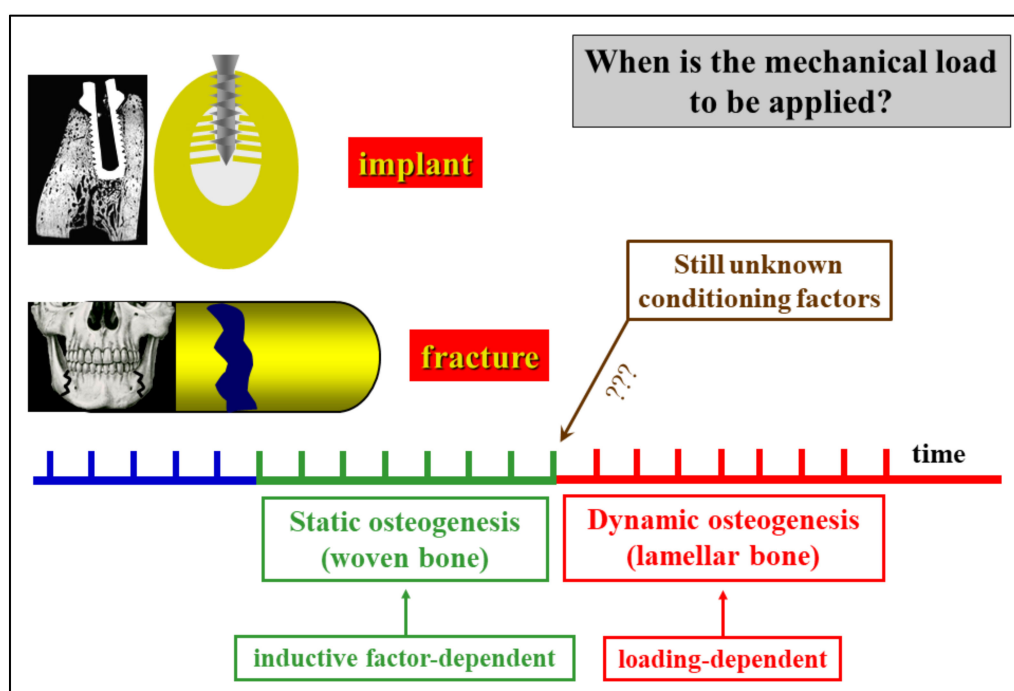 When is the mechanical load
to be applied?
implant
Still unknown
conditioning factors
fracture
???
time
Static osteogenesis
(woven bone)
Dynamic osteogenesis
(lamellar bone)
inductive factor-dependent
loading-dependent